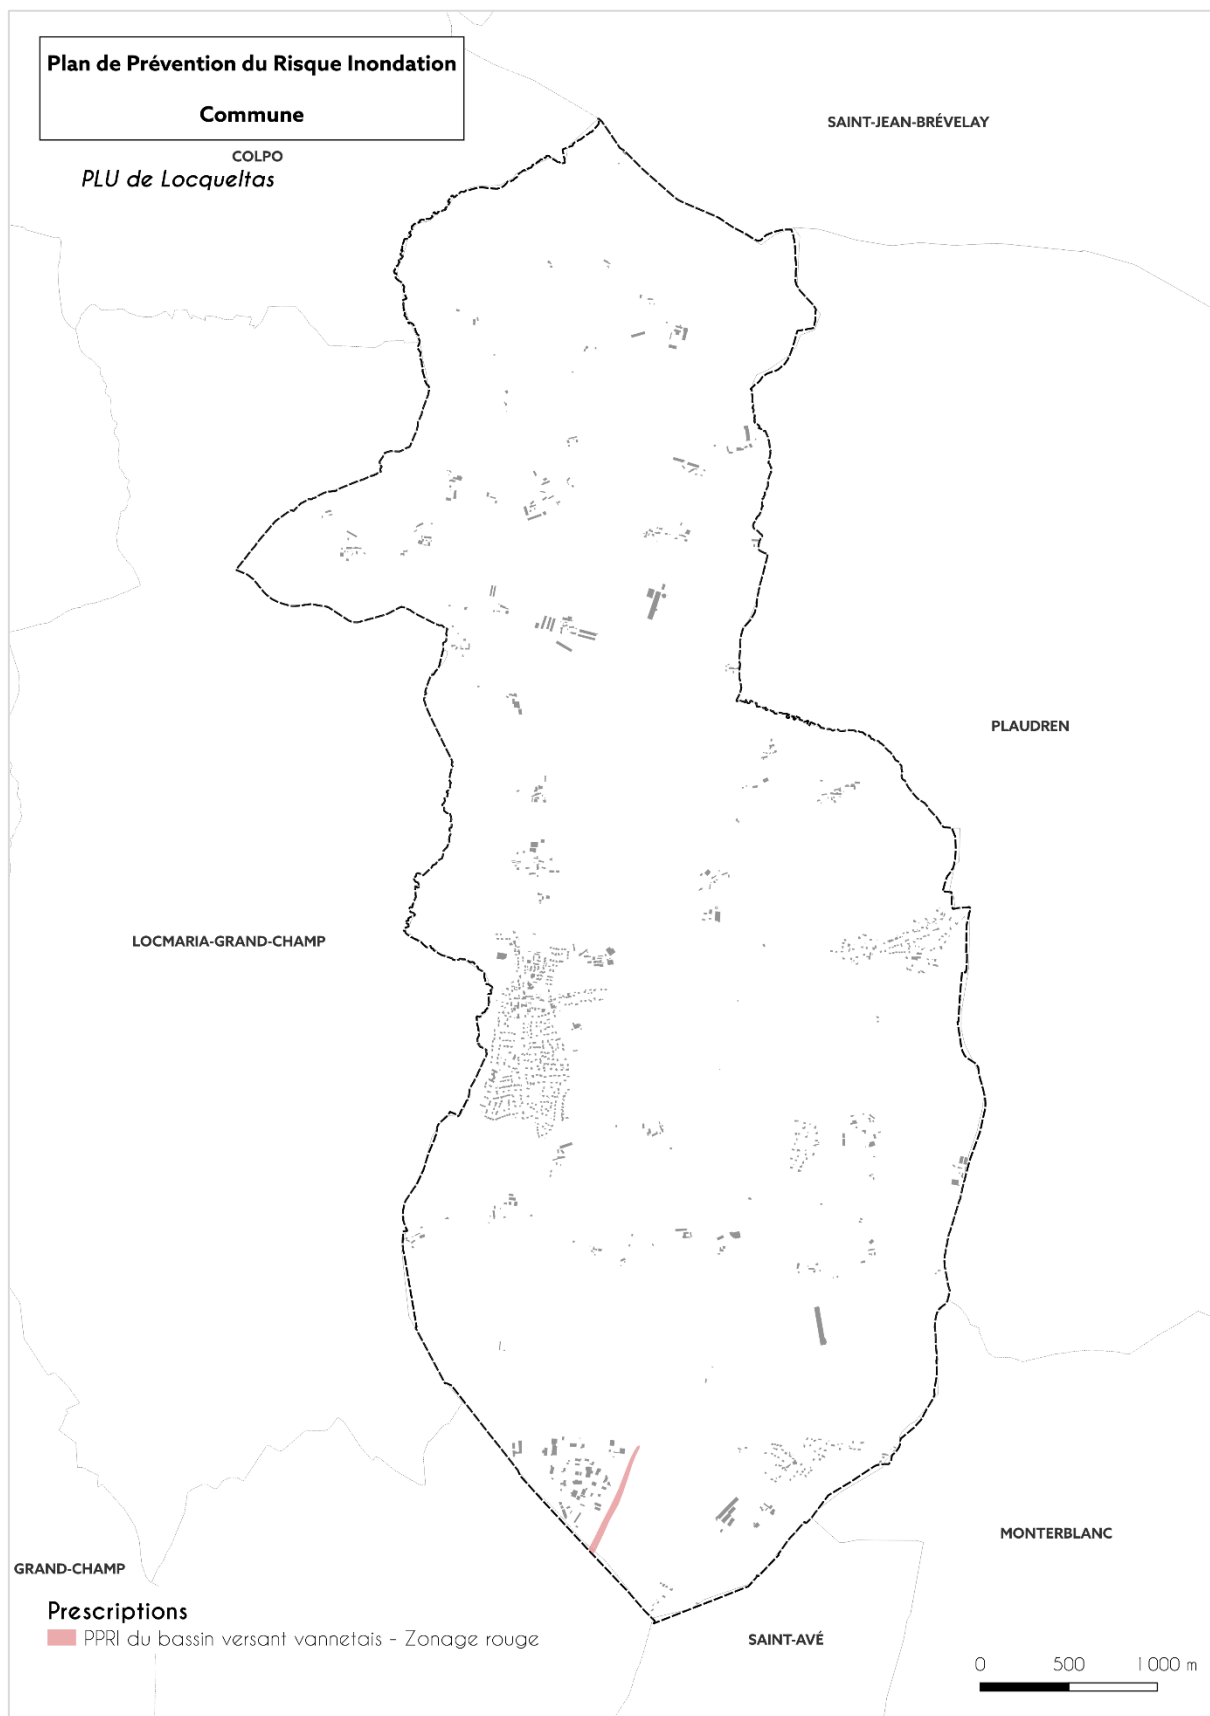 Plan de Prévention du Risque Inondation
Commune
SAINT-JEAN-BRÉVELAY
COLPO
PLU de Locqueltas
PLAUDREN
LOCMARIA-GRAND-CHAMP
MONTERBLANC
GRAND-CHAMP
Prescriptions
PPRI du bassin versant vannetais - Zonage rouge
SAINT-AVÉ
0 500 1 000 m